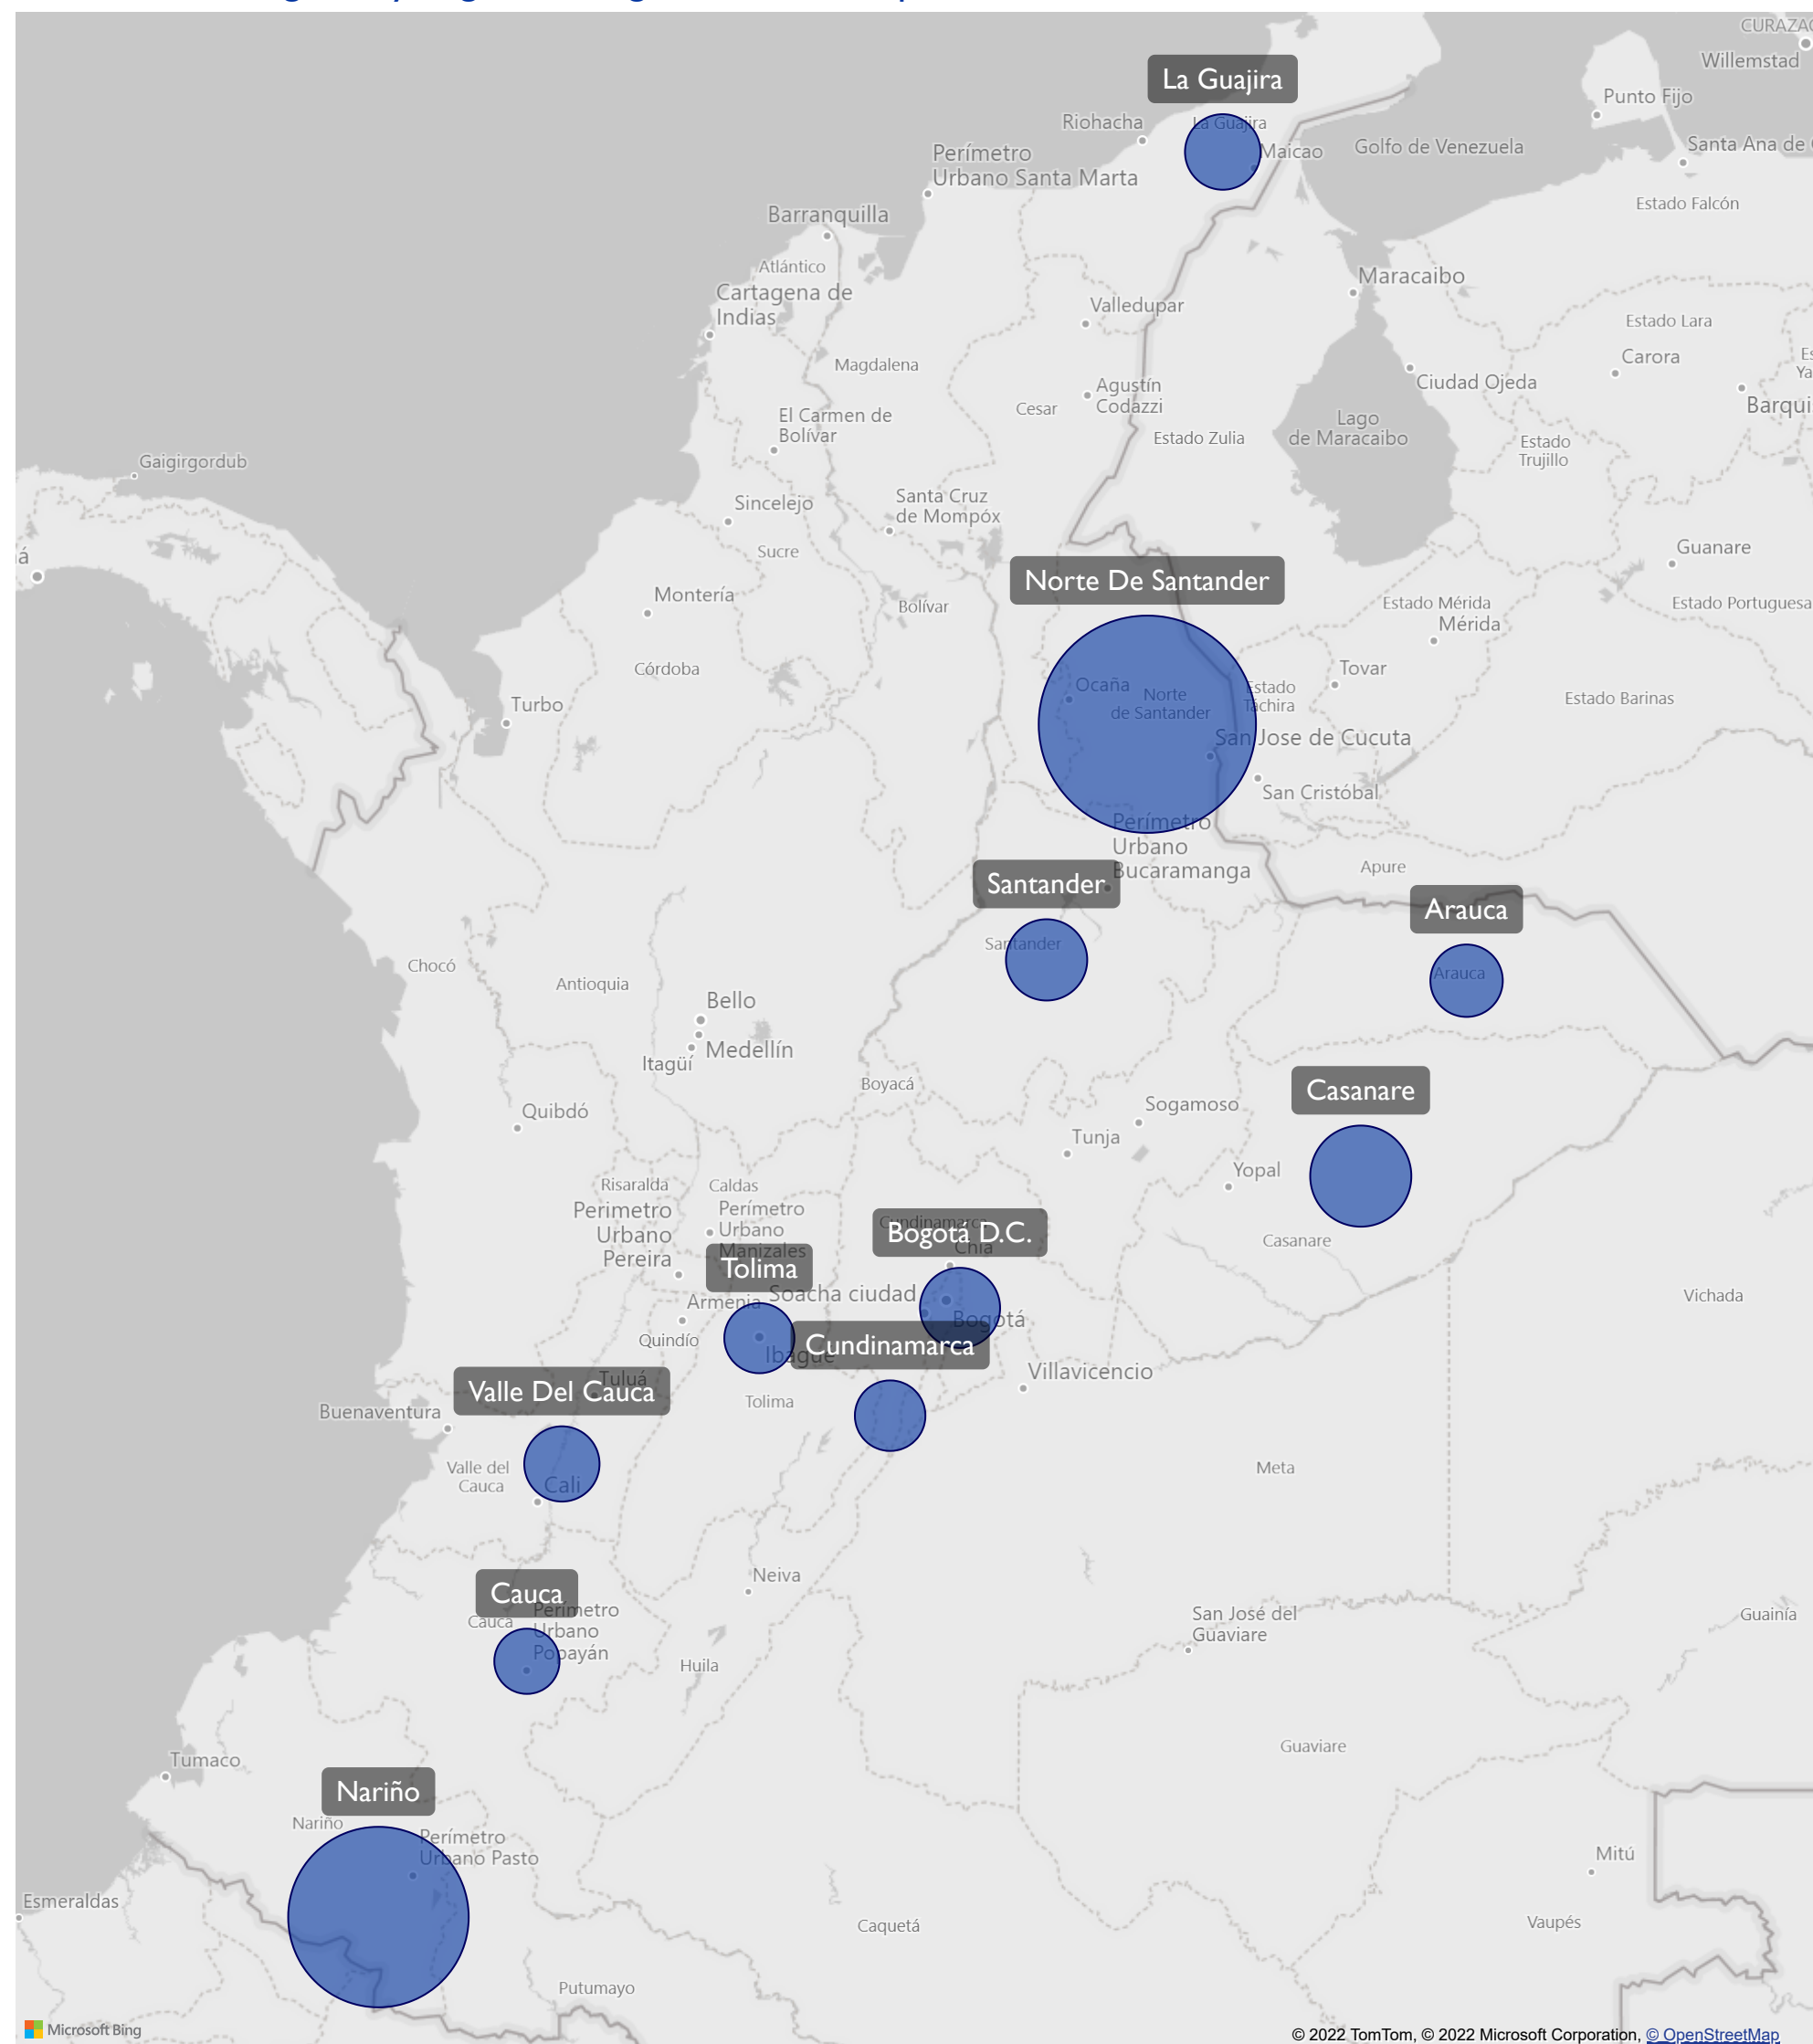 CURAZAO
Willemstad
La Guajira
Punto Fijo
Riohacha
La Guajira
Maicao
Golfo de Venezuela
Santa Ana de
Perímetro
Urbano Santa Marta
Estado Falcón
Barranquilla
Atlántico
Maracaibo
Cartagena de
Indias
Valledupar
Estado Lara
Carora
Magdalena
Agustín
Codazzi
Ciudad Ojeda
Cesar
Barqui
El Carmen de
Bolívar
Lago
de Maracaibo
Estado Zulia
Estado
Trujillo
Gaigirgordub
Sincelejo
Santa Cruz
de Mompóx
Sucre
Guanare
á
Norte De Santander
Montería
Bolívar
Estado Mérida
Mérida
Estado Portuguesa
Córdoba
Tovar
Ocaña
Norte
de Santander
Estado
Táchira
Estado Barinas
Turbo
San Jose de Cucuta
San Cristóbal
Perímetro
Urbano
Bucaramanga
Apure
Santander
Arauca
Santander
Chocó
Arauca
Antioquia
Bello
Medellín
Itagüí
Boyacá
Casanare
Quibdó
Sogamoso
Tunja
Yopal
Risaralda
Caldas
Perimetro
Urbano
Pereira
Perímetro
Urbano
Manizales
Cundinamarca
Bogotá D.C.
Chía
Casanare
Tolima
Soacha ciudad
Armenia
Vichada
Bogotá
Quindío
Cundinamarca
Ibagué
Villavicencio
Tuluá
Valle Del Cauca
Tolima
Buenaventura
Valle del
Cauca
Cali
Meta
Neiva
Cauca
Perímetro
Urbano
Popayán
Cauca
San José del
Guaviare
Guainía
Huila
Guaviare
Tumaco
Nariño
Nariño
Perímetro
Urbano Pasto
Mitú
Esmeraldas
Caquetá
Vaupés
Putumayo
Microsoft Bing
© 2022 TomTom, © 2022 Microsoft Corporation, © OpenStreetMap